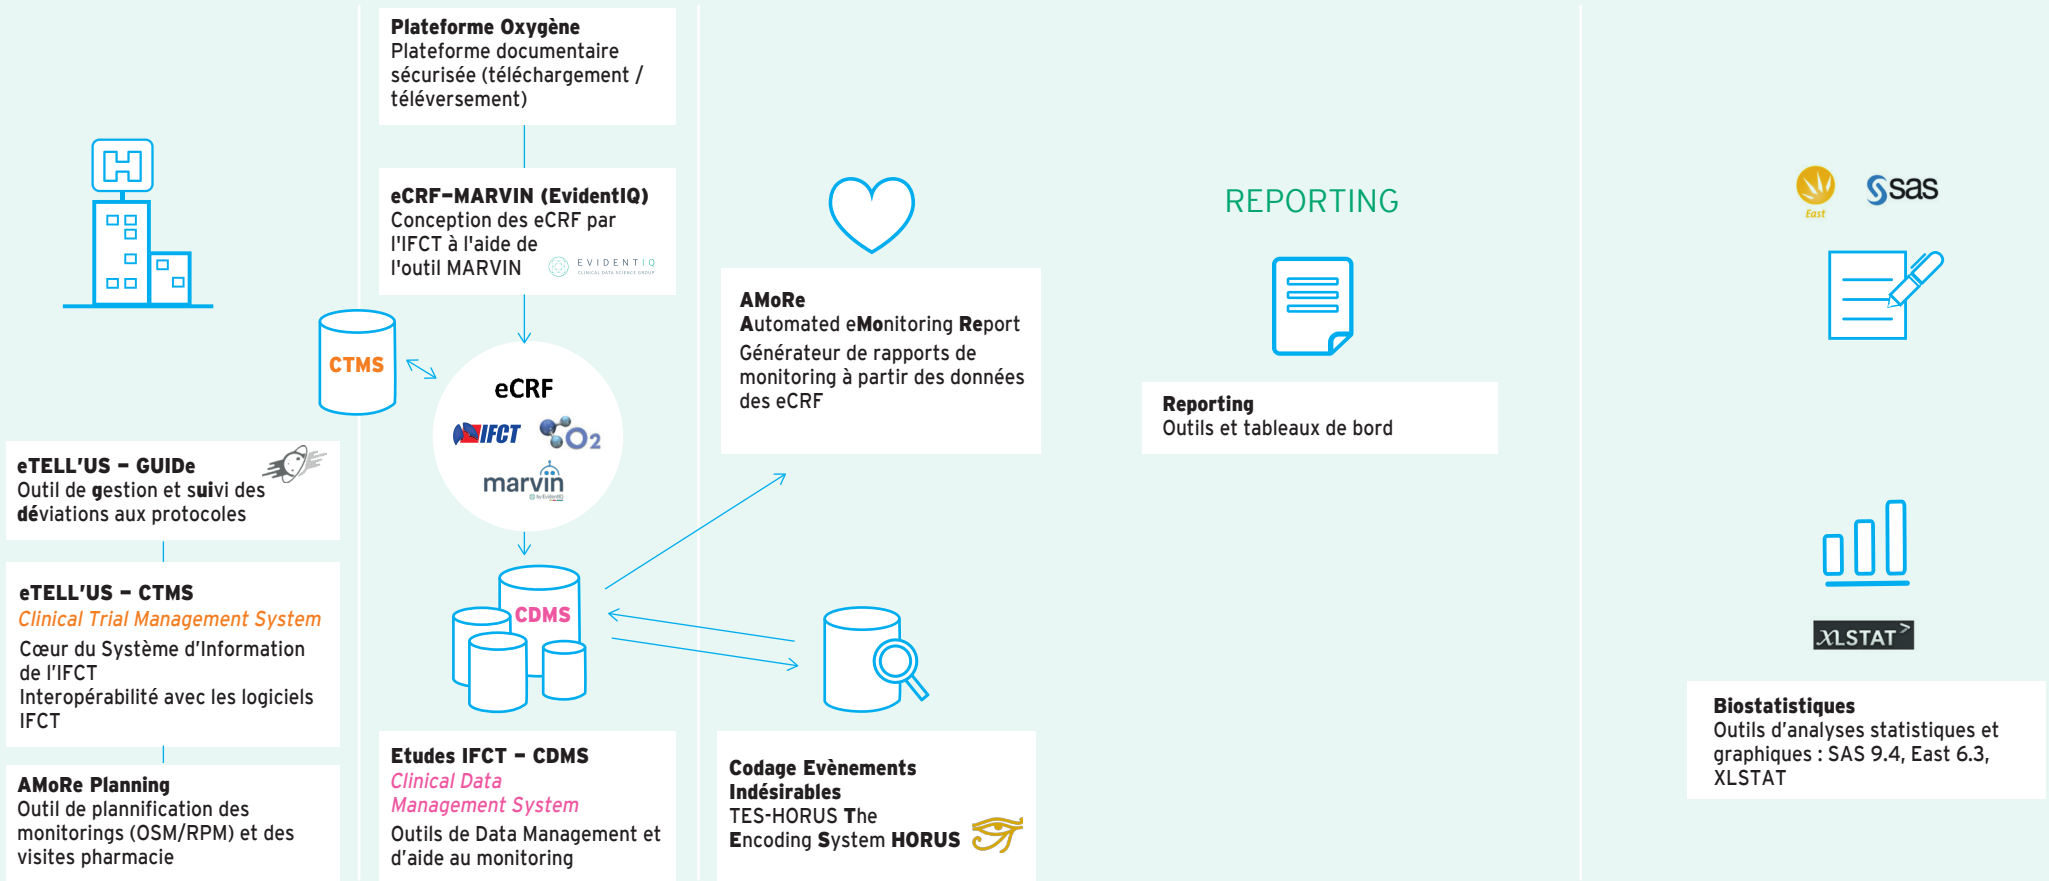 Plateforme Oxygène
Plateforme documentaire
sécurisée (téléchargement /
téléversement)
eCRF–MARVIN (EvidentIQ)
Conception des eCRF par
l'IFCT à l'aide de
l'outil MARVIN
EVIDENTIQ
CLINICAL DATA SCIENCE GROUP
CTMS
eCRF
IFCT
O2
marvin
by EvidentIQ
eTELL'US – GUIDe
Outil de gestion et suivi des
déviations aux protocoles
eTELL'US – CTMS
Clinical Trial Management System
Cœur du Système d'Information
de l'IFCT
Interopérabilité avec les logiciels
IFCT
AMoRe Planning
Outil de plannification des
monitorings (OSM/RPM) et des
visites pharmacie
CDMS
Etudes IFCT – CDMS
Clinical Data
Management System
Outils de Data Management et
d'aide au monitoring
AMoRe
Automated eMonitoring Report
Générateur de rapports de
monitoring à partir des données
des eCRF
Codage Evènements
Indésirables
TES-HORUS The
Encoding System HORUS
REPORTING
Reporting
Outils et tableaux de bord
East
sas
XLSTAT
Biostatistiques
Outils d'analyses statistiques et
graphiques : SAS 9.4, East 6.3,
XLSTAT